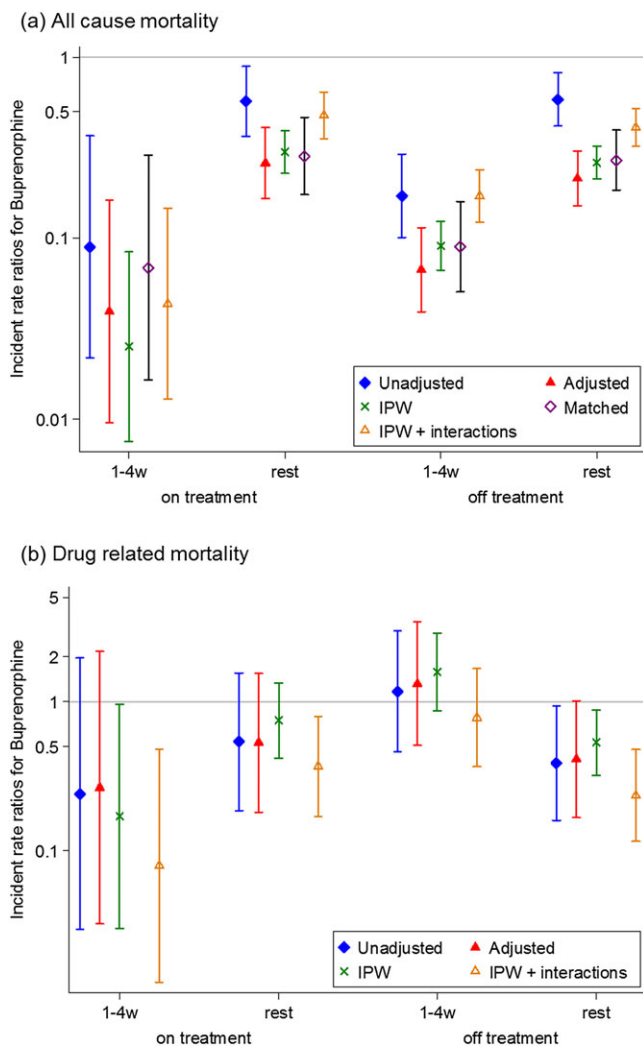 (a) All cause mortality
Incident rate ratios for Buprenorphine
1
0.5
0.1
0.01
Unadjusted
Adjusted
IPW
Matched
IPW + interactions
1-4w
rest
1-4w
rest
on treatment
off treatment
(b) Drug related mortality
Incident rate ratios for Buprenorphine
5
2
1
0.5
0.1
Unadjusted
Adjusted
IPW
IPW + interactions
1-4w
rest
1-4w
rest
on treatment
off treatment